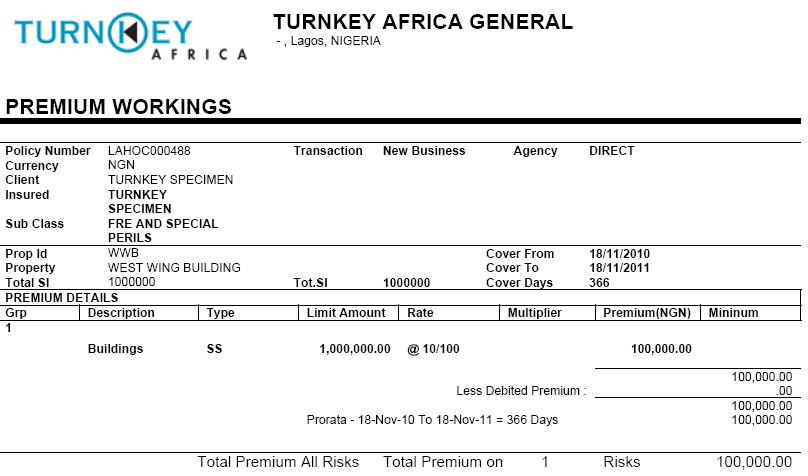 TURNKEY AFRICA
TURNKEY AFRICA GENERAL
- , Lagos, NIGERIA
PREMIUM WORKINGS
Policy Number LAHOC000488 Transaction New Business Agency DIRECT
Currency NGN
Client TURNKEY SPECIMEN
Insured TURNKEY
SPECIMEN
Sub Class FRE AND SPECIAL
PERILS
Prop Id WWB Cover From 18/11/2010
Property WEST WING BUILDING Cover To 18/11/2011
Total SI 1000000 Tot.SI 1000000 Cover Days 366
PREMIUM DETAILS
Grp Description Type Limit Amount Rate Multiplier Premium(NGN) Mininum
1
Buildings SS 1,000,000.00 @ 10/100 100,000.00
100,000.00
Less Debited Premium : .00
100,000.00
Prorata - 18-Nov-10 To 18-Nov-11 = 366 Days 100,000.00
Total Premium All Risks Total Premium on 1 Risks 100,000.00